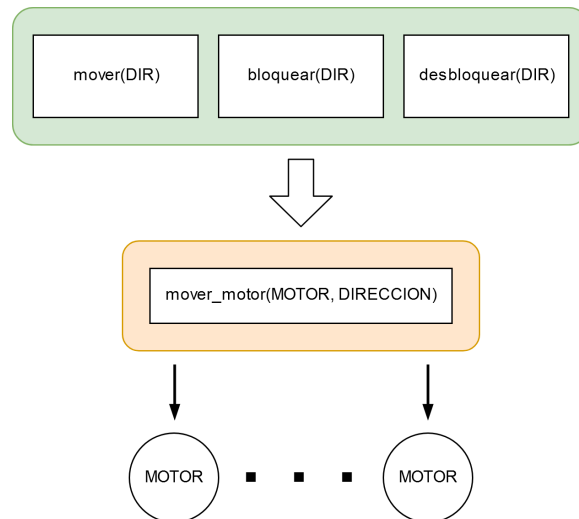 mover(DIR)
bloquear(DIR)
desbloquear(DIR)
mover_motor(MOTOR, DIRECCION)
MOTOR
MOTOR